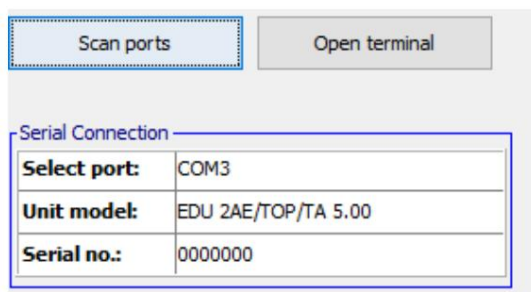 Scan ports Open terminal
Serial Connection
Select port: COM3
Unit model: EDU 2AE/TOP/TA 5.00
Serial no.: 0000000